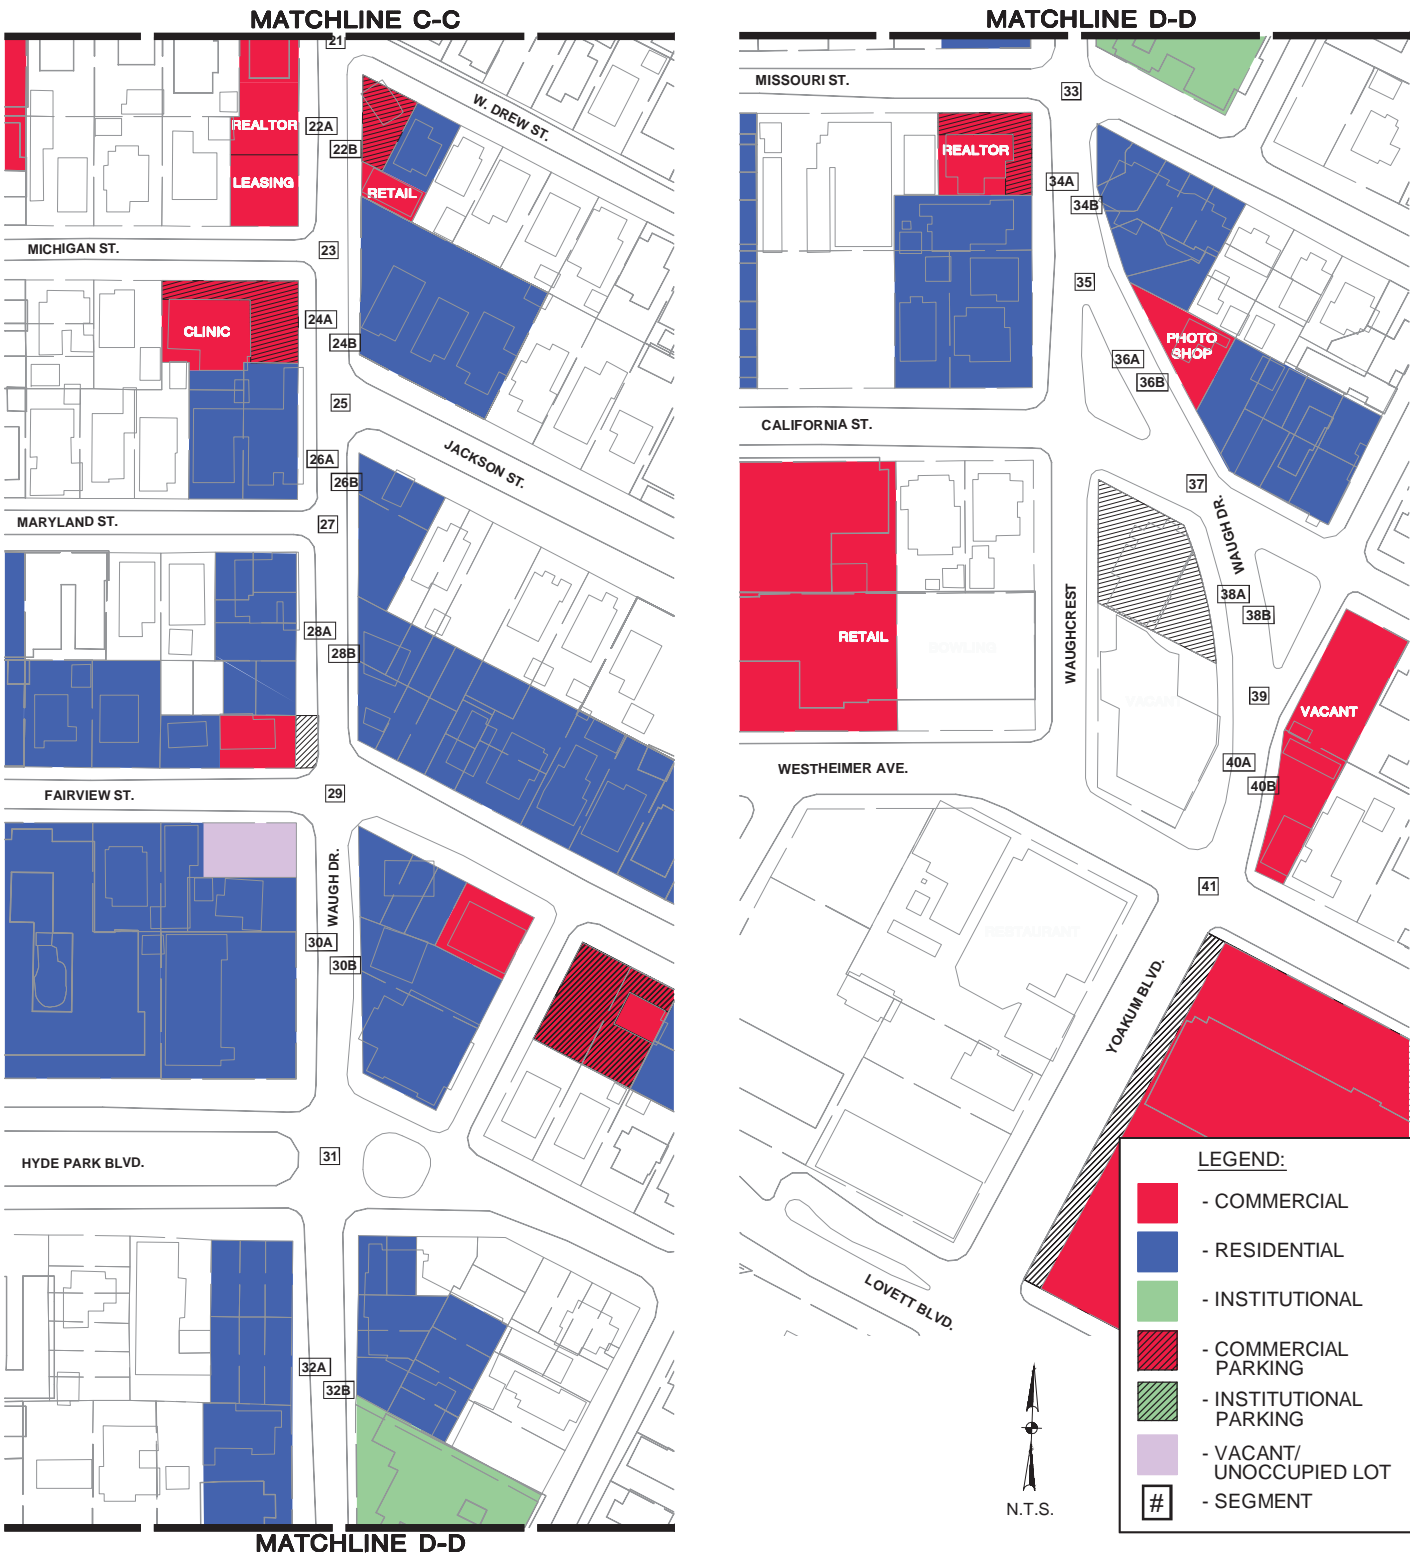 MATCHLINE C-C
21
W. DREW ST.
REALTOR
22A
22B
LEASING
RETAIL
MICHIGAN ST.
23
CLINIC
24A
24B
25
JACKSON ST.
26A
26B
MARYLAND ST.
27
28A
28B
FAIRVIEW ST.
29
WAUGH DR.
30A
30B
HYDE PARK BLVD.
31
32A
32B
MATCHLINE D-D
MATCHLINE D-D
MISSOURI ST.
33
REALTOR
34A
34B
35
PHOTO
SHOP
36A
36B
CALIFORNIA ST.
37
WAUGH DR.
38A
38B
WAUGHCREST
RETAIL
BOWLING
39
VACANT
VACANT
WESTHEIMER AVE.
40A
40B
41
RESTAURANT
YOAKUM BLVD.
LOVETT BLVD.
N.T.S.
LEGEND:
- COMMERCIAL
- RESIDENTIAL
- INSTITUTIONAL
- COMMERCIAL
PARKING
- INSTITUTIONAL
PARKING
- VACANT/
UNOCCUPIED LOT
# - SEGMENT